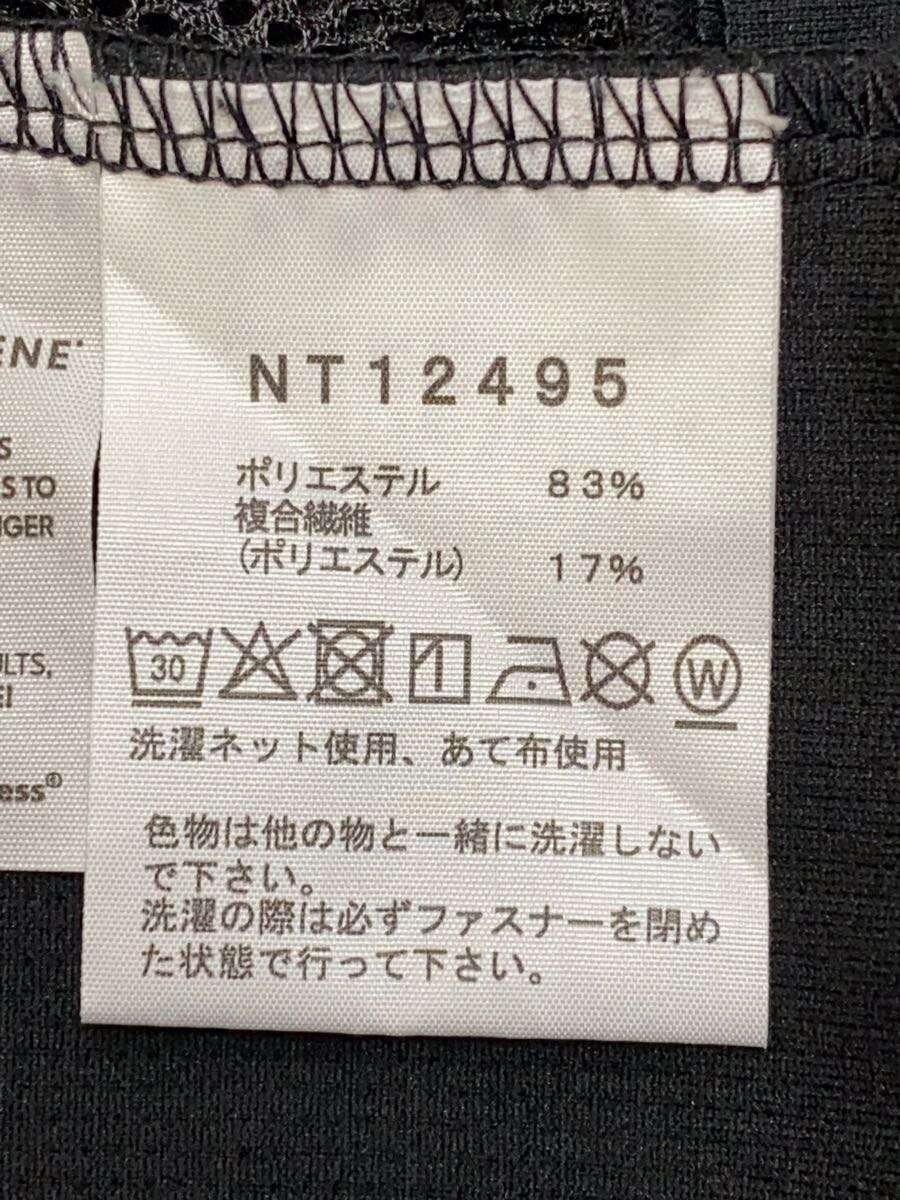 NT12495
ポリエステル 83%
複合繊維
(ポリエステル) 17%
30
W
洗濯ネット使用、あて布使用
色物は他の物と一緒に洗濯しない
で下さい。
洗濯の際は必ずファスナーを閉め
た状態で行って下さい。
S TO